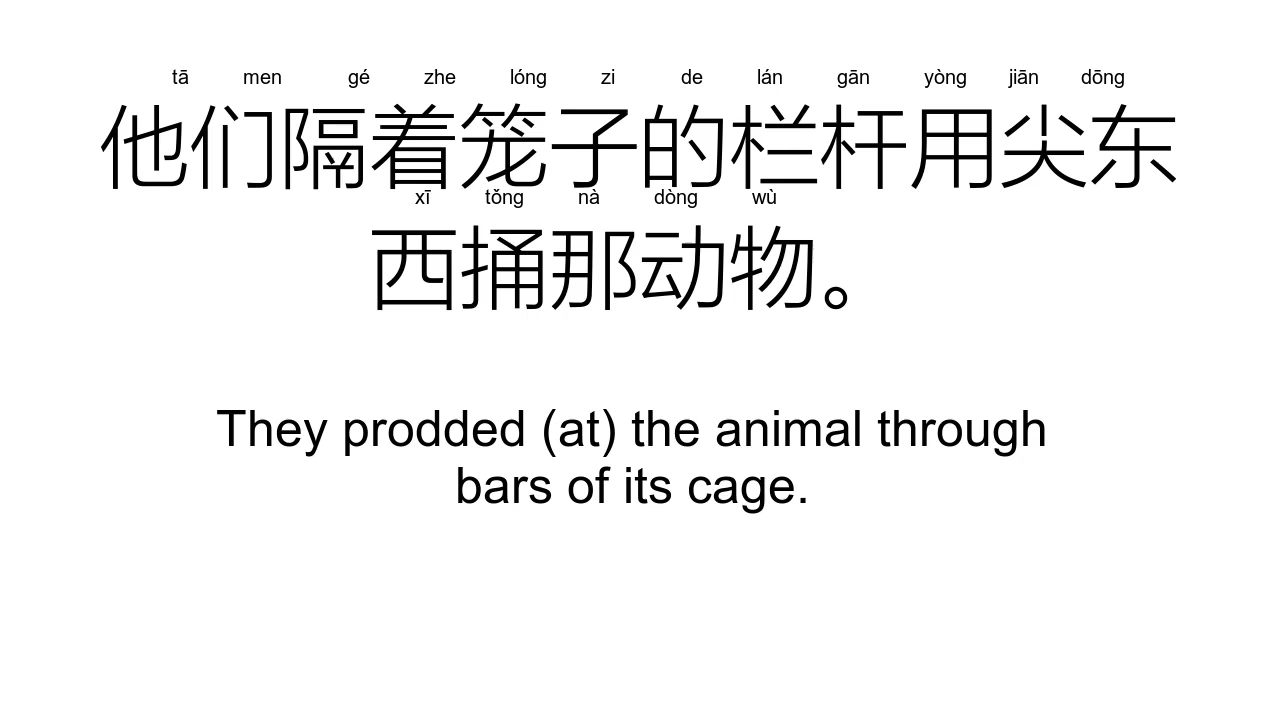 tā men gé zhe lóng zi de lán gān yòng jiān dōng
他们隔着笼子的栏杆用尖东
xī tǒng nà dòng wù
西捅那动物。
They prodded (at) the animal through
bars of its cage.